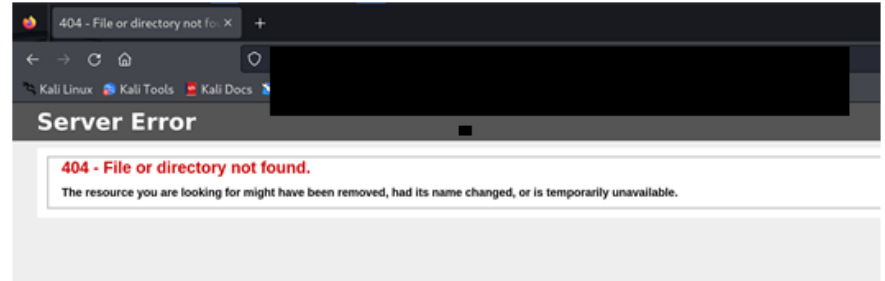 404 - File or directory not fo
Kali Linux Kali Tools Kali Docs
Server Error
404 - File or directory not found.
The resource you are looking for might have been removed, had its name changed, or is temporarily unavailable.